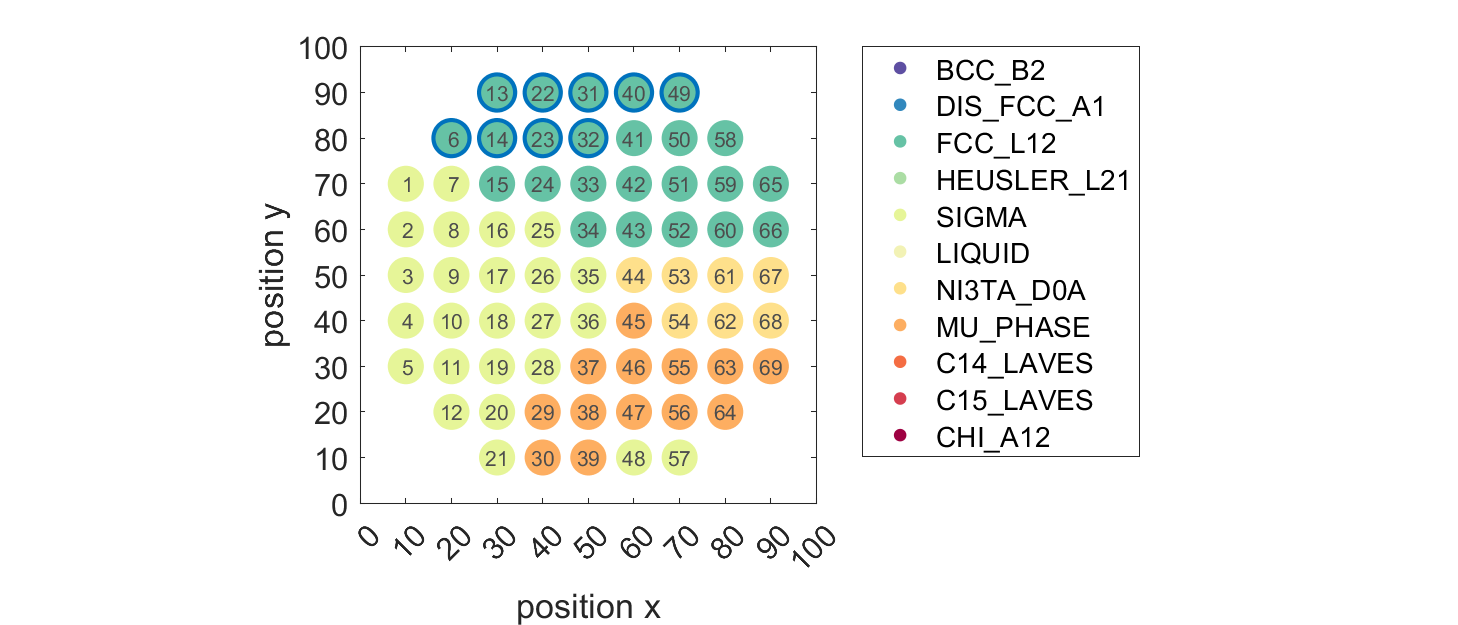 100
90
80
70
60
50
40
30
20
10
0
position y
13 22 31 40 49
6 14 23 32 41 50 58
1 7 15 24 33 42 51 59 65
2 8 16 25 34 43 52 60 66
3 9 17 26 35 44 53 61 67
4 10 18 27 36 45 54 62 68
5 11 19 28 37 46 55 63 69
12 20 29 38 47 56 64
21 30 39 48 57
0 10 20 30 40 50 60 70 80 90 100
position x
BCC_B2
DIS_FCC_A1
FCC_L12
HEUSLER_L21
SIGMA
LIQUID
NI3TA_D0A
MU_PHASE
C14_LAVES
C15_LAVES
CHI_A12